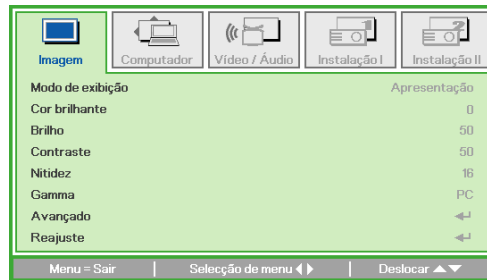 Imagem Computador Vídeo / Áudio Instalação I Instalação II
Modo de exibição Apresentação
Cor brilhante 0
Brilho 50
Contraste 50
Nitidez 16
Gamma PC
Avançado
Reajuste
Menu = Sair Selecção de menu Deslocar